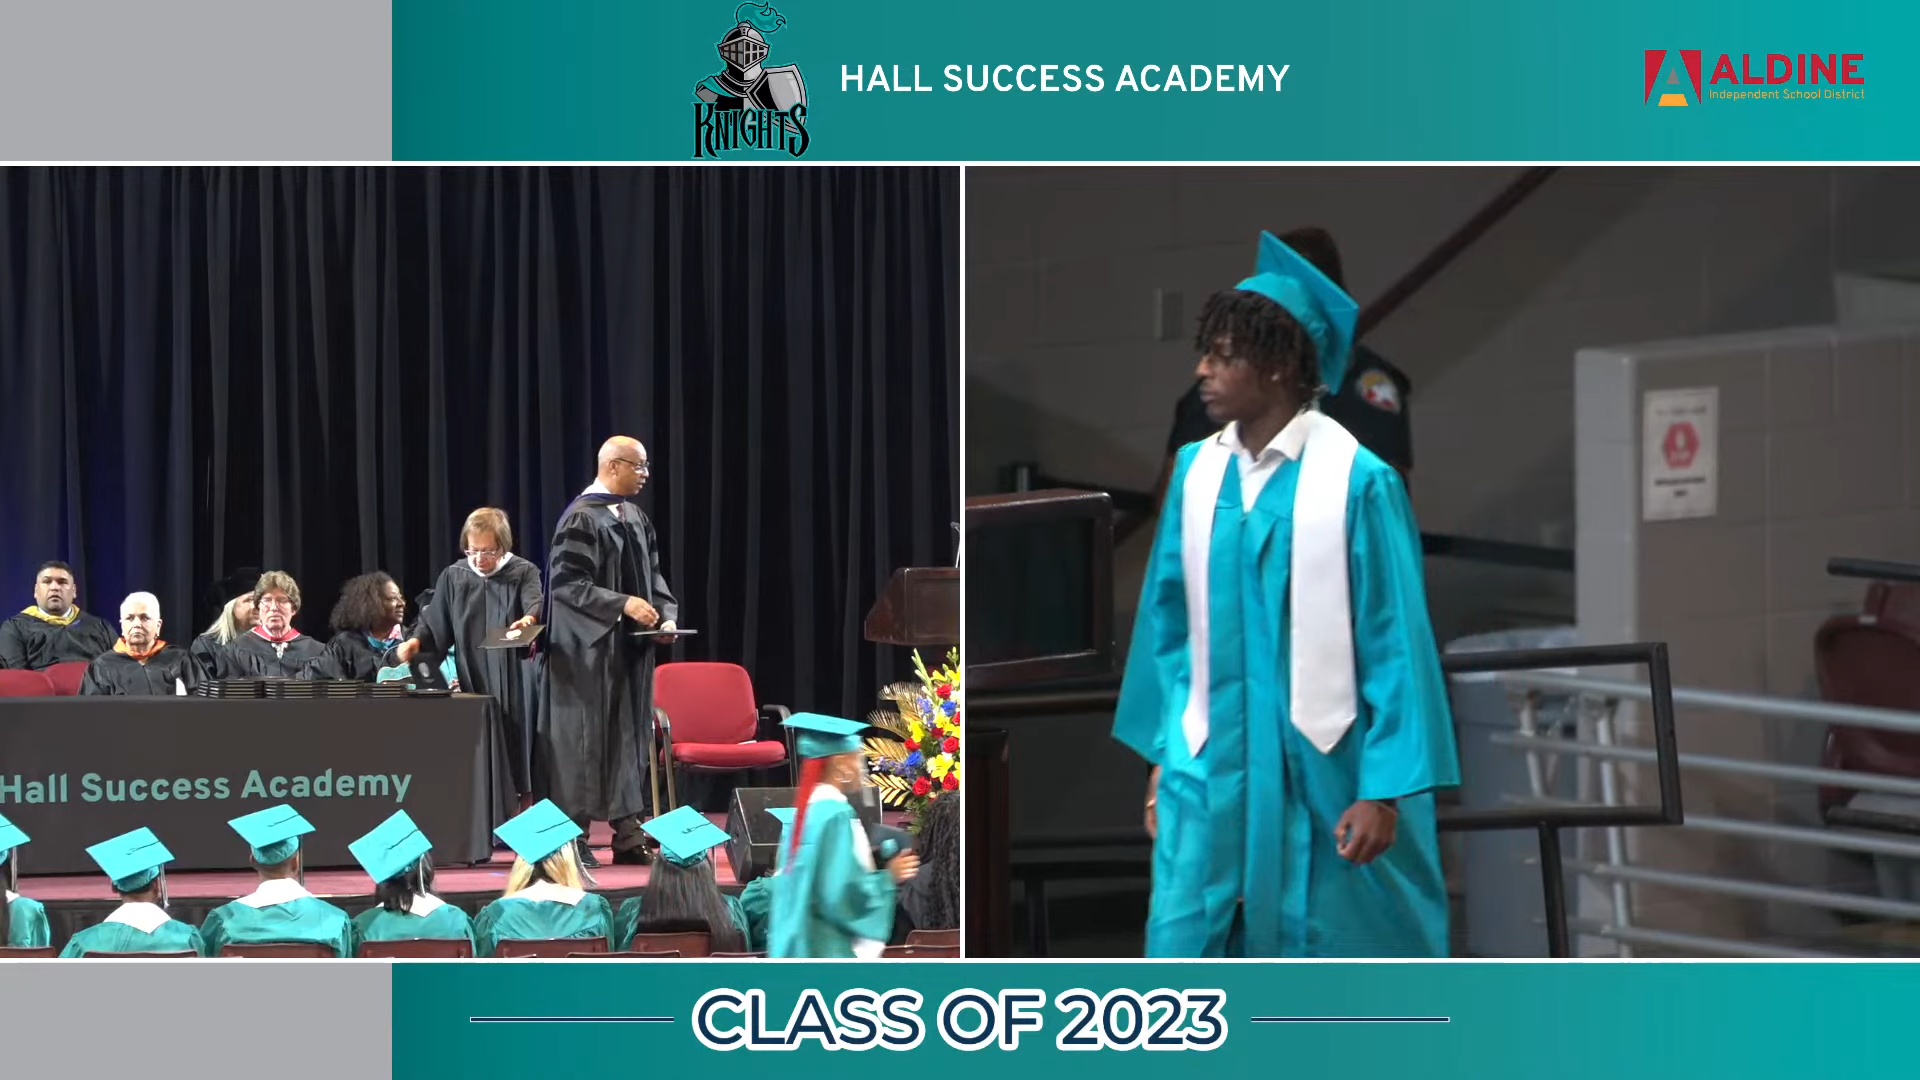 KNIGHTS
HALL SUCCESS ACADEMY
ALDINE
Independent School District
Hall Success Academy
CLASS OF 2023